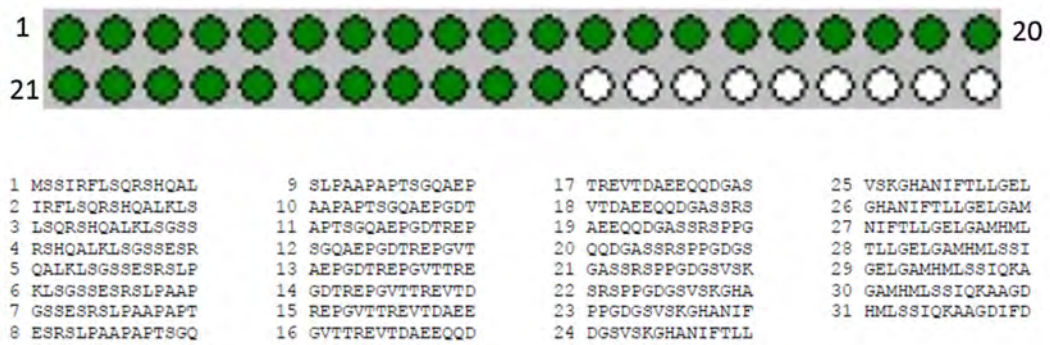 1
20
21
1 MSSIRFLSQRSHQAL
2 IRFLSQRSHQALKLS
3 LSQRSHQALKLSGSS
4 RSHQALKLSGSSESR
5 QALKLSGSSESRSLP
6 KLSGSSESRSLPAAP
7 GSSESRSLPAAPAPT
8 ESRSLPAAPAPTSGQ
9 SLPAAPAPTSGQAEP
10 AAPAPTSGQAEPGDT
11 APTSGQAEPGDTREP
12 SGQAEPGDTREPGVT
13 AEPGDTREPGVTTRE
14 GDTREPGVTTREVTD
15 REPGVTTREVTDAEE
16 GVTTREVTDAEEQQD
17 TREVTDAEEQQDGAS
18 VTDAEEQQDGASSRS
19 AEEQQDGASSRSPPG
20 QQDGASSRSPPGDGS
21 GASSRSPPGDGSVSK
22 SRSPPGDGSVSKGHA
23 PPGDGSVSKGHANIF
24 DGSVSKGHANIFTLL
25 VSKGHANIFTLLGEL
26 GHANIFTLLGELGAM
27 NIFTLLGELGAMHML
28 TLLGELGAMHMLSSI
29 GELGAMHMLSSIQKA
30 GAMHMLSSIQKAAGD
31 HMLSSIQKAAGDIFD